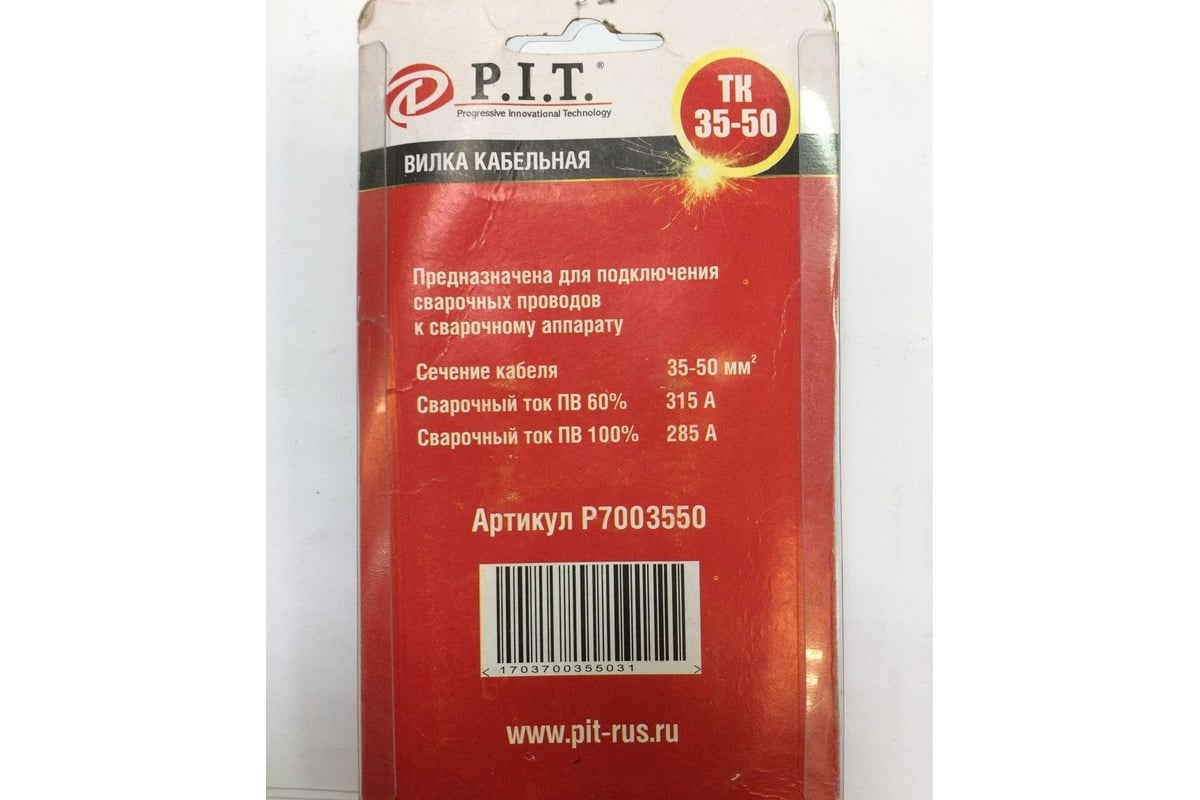 P.I.T.®
Progressive Innovational Technology
ТК
35-50
ВИЛКА КАБЕЛЬНАЯ
Предназначена для подключения
сварочных проводов
к сварочному аппарату
Сечение кабеля 35-50 мм²
Сварочный ток ПВ 60% 315 А
Сварочный ток ПВ 100% 285 А
Артикул P7003550
< 1703700355031 >
www.pit-rus.ru